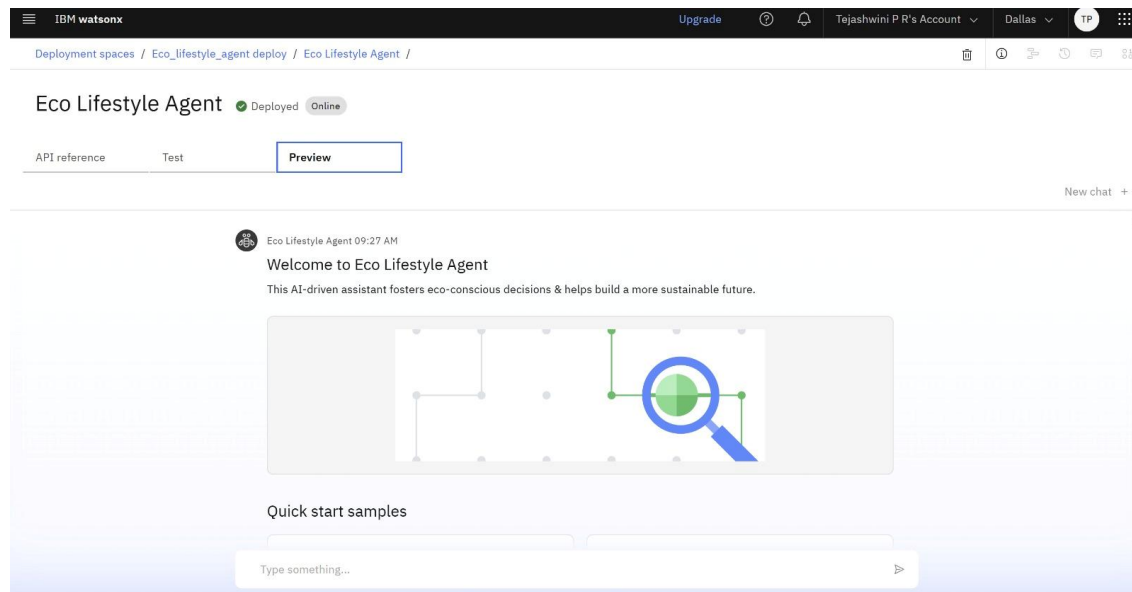 IBM watsonx Upgrade Tejashwini P R's Account Dallas TP
Deployment spaces / Eco_lifestyle_agent deploy / Eco Lifestyle Agent /
Eco Lifestyle Agent Deployed Online
API reference Test Preview
New chat +
Eco Lifestyle Agent 09:27 AM
Welcome to Eco Lifestyle Agent
This AI-driven assistant fosters eco-conscious decisions & helps build a more sustainable future.
Quick start samples
Type something...